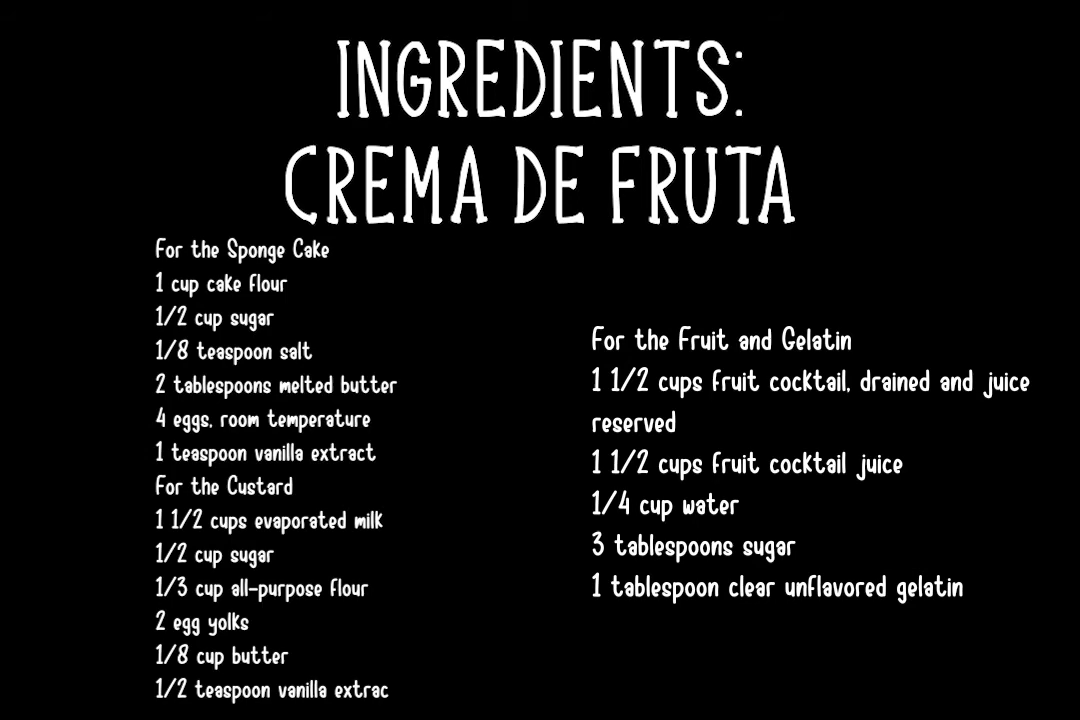 INGREDIENTS:
CREMA DE FRUTA
For the Sponge Cake
1 cup cake flour
1/2 cup sugar
1/8 teaspoon salt
2 tablespoons melted butter
4 eggs, room temperature
1 teaspoon vanilla extract
For the Custard
1 1/2 cups evaporated milk
1/2 cup sugar
1/3 cup all-purpose flour
2 egg yolks
1/8 cup butter
1/2 teaspoon vanilla extrac
For the Fruit and Gelatin
1 1/2 cups fruit cocktail, drained and juice
reserved
1 1/2 cups fruit cocktail juice
1/4 cup water
3 tablespoons sugar
1 tablespoon clear unflavored gelatin